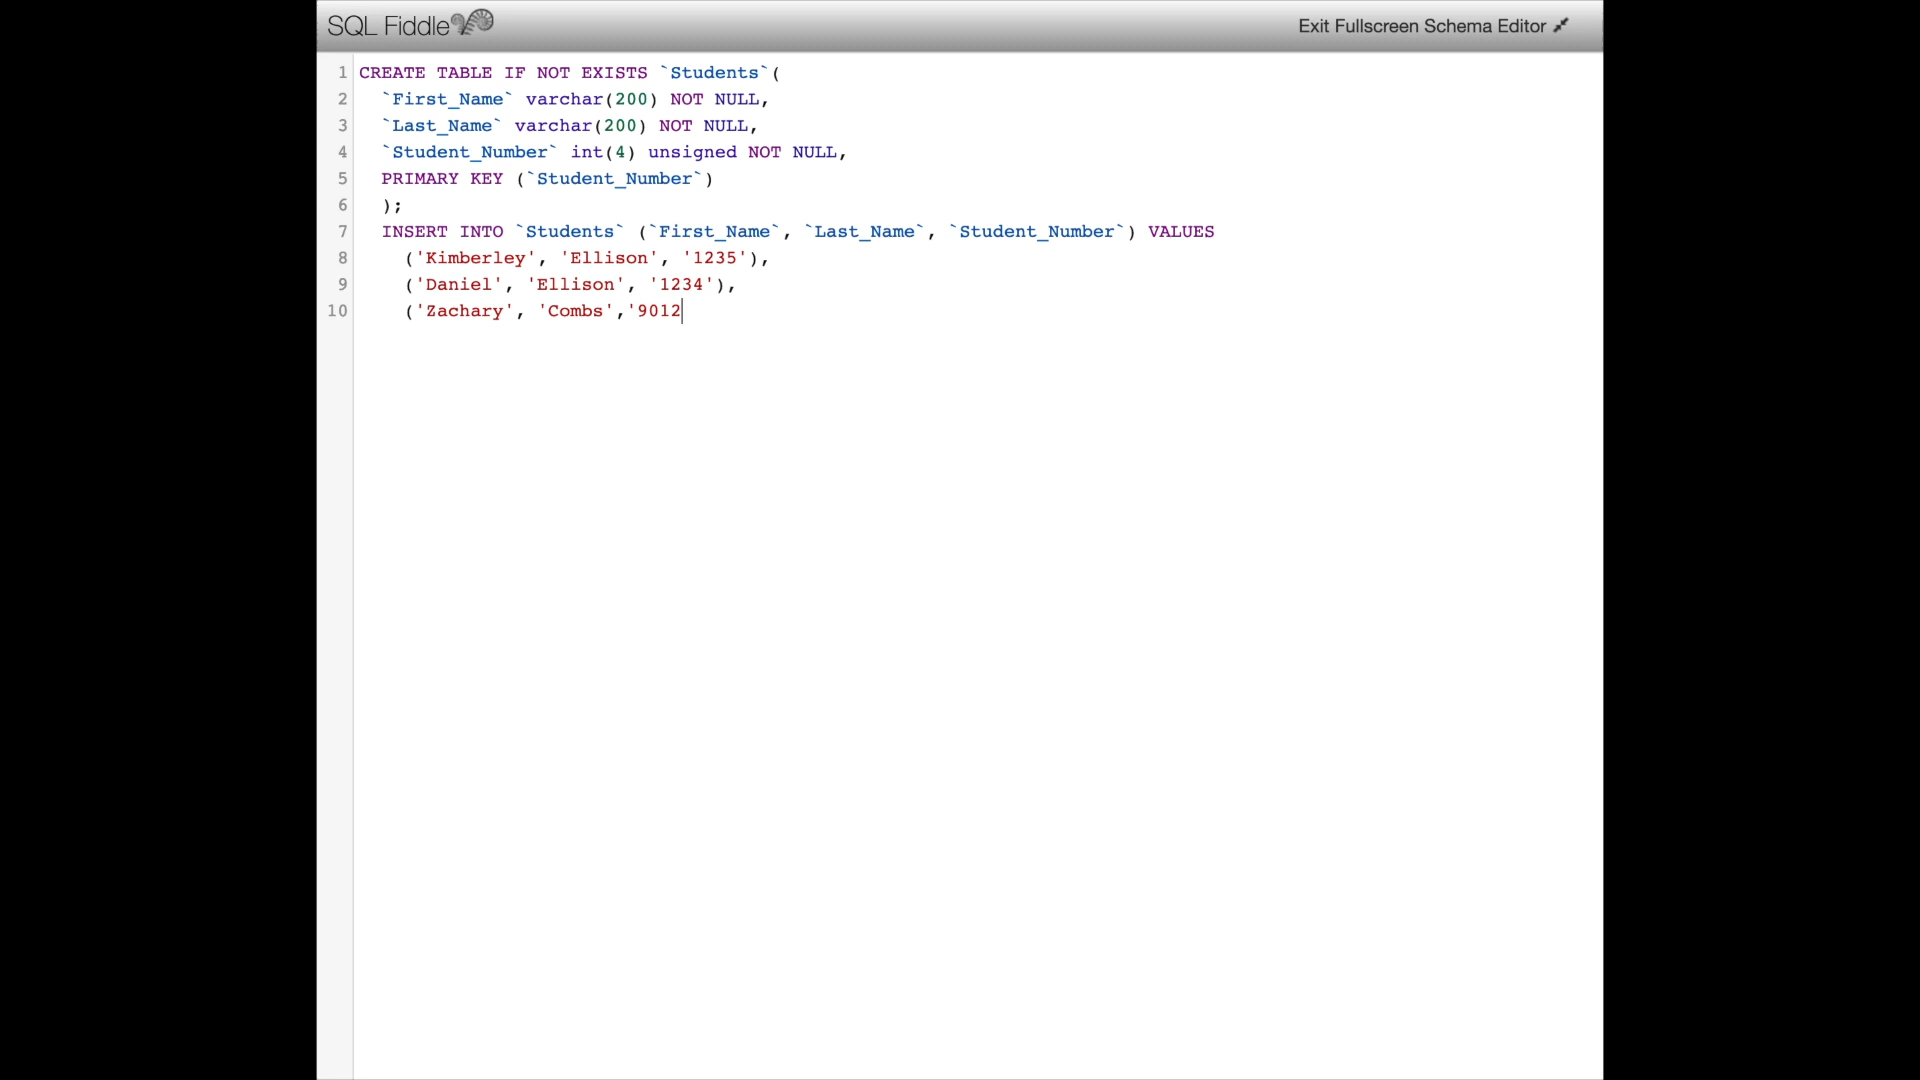 SQL Fiddle
Exit Fullscreen Schema Editor
1 CREATE TABLE IF NOT EXISTS `Students`(
2 `First_Name` varchar(200) NOT NULL,
3 `Last_Name` varchar(200) NOT NULL,
4 `Student_Number` int(4) unsigned NOT NULL,
5 PRIMARY KEY (`Student_Number`)
6 );
7 INSERT INTO `Students` (`First_Name`, `Last_Name`, `Student_Number`) VALUES
8 ('Kimberley', 'Ellison', '1235'),
9 ('Daniel', 'Ellison', '1234'),
10 ('Zachary', 'Combs','9012